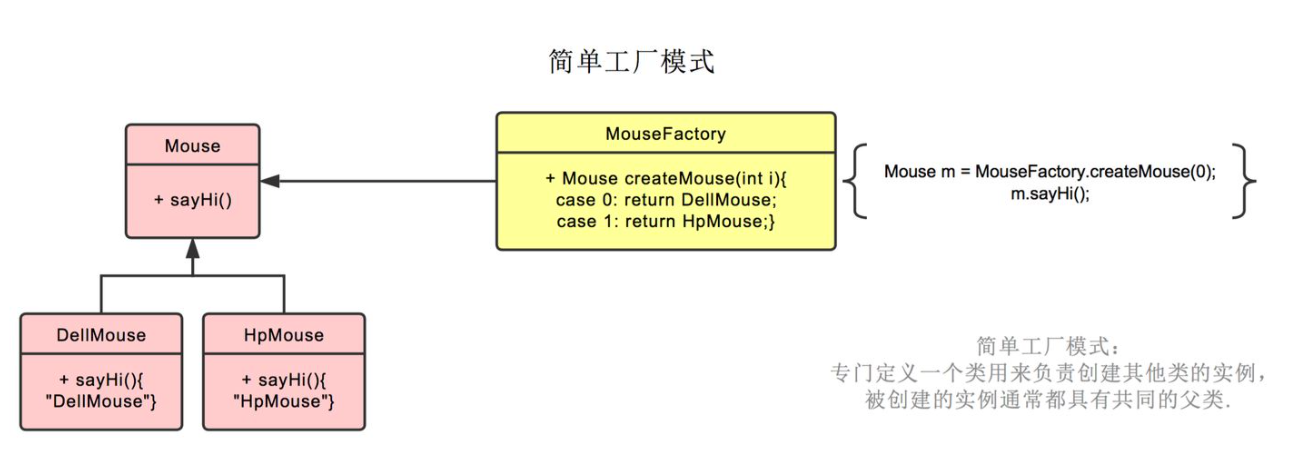 简单工厂模式
Mouse
+ sayHi()
MouseFactory
+ Mouse createMouse(int i){
case 0: return DellMouse;
case 1: return HpMouse;}
Mouse m = MouseFactory.createMouse(0);
m.sayHi();
DellMouse
+ sayHi(){
"DellMouse"}
HpMouse
+ sayHi(){
"HpMouse"}
简单工厂模式：
专门定义一个类用来负责创建其他类的实例，
被创建的实例通常都具有共同的父类.